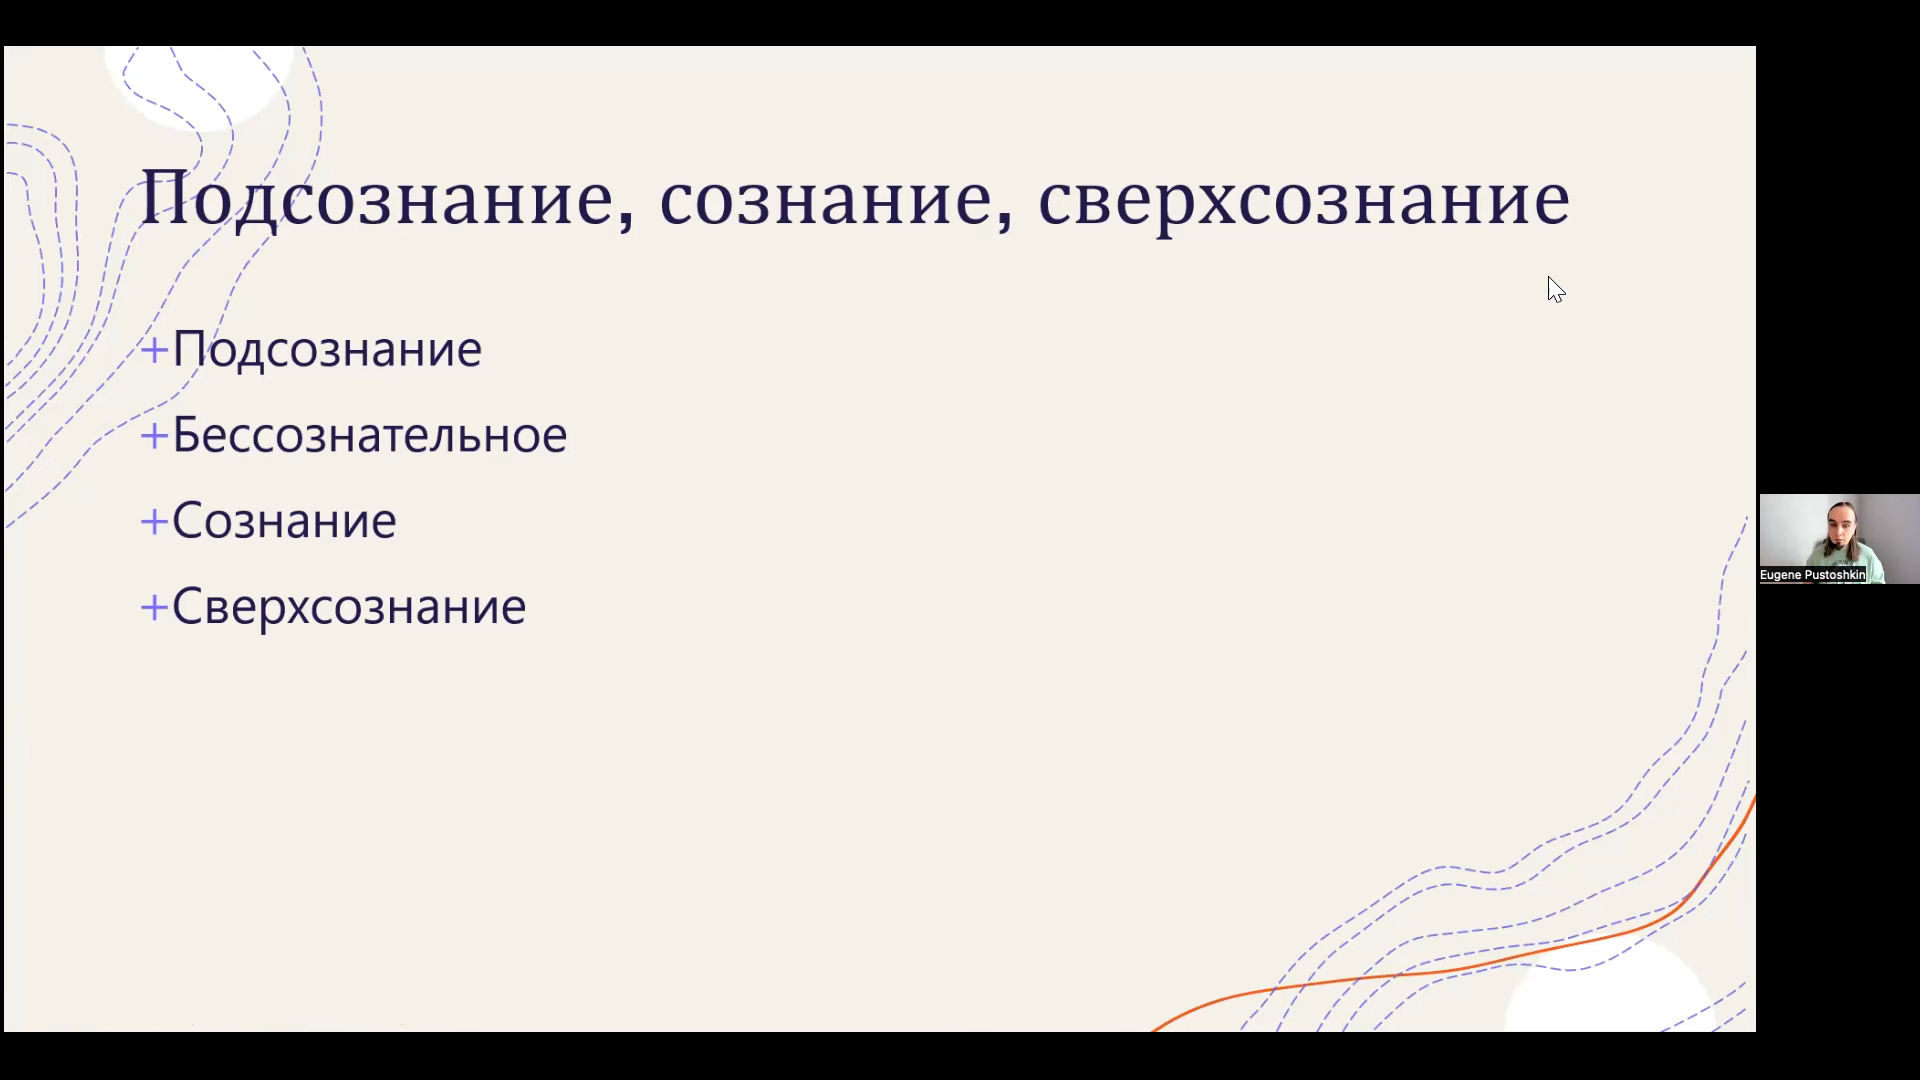 Подсознание, сознание, сверхсознание
+Подсознание
+Бессознательное
+Сознание
+Сверхсознание
Eugene Pustoshkin